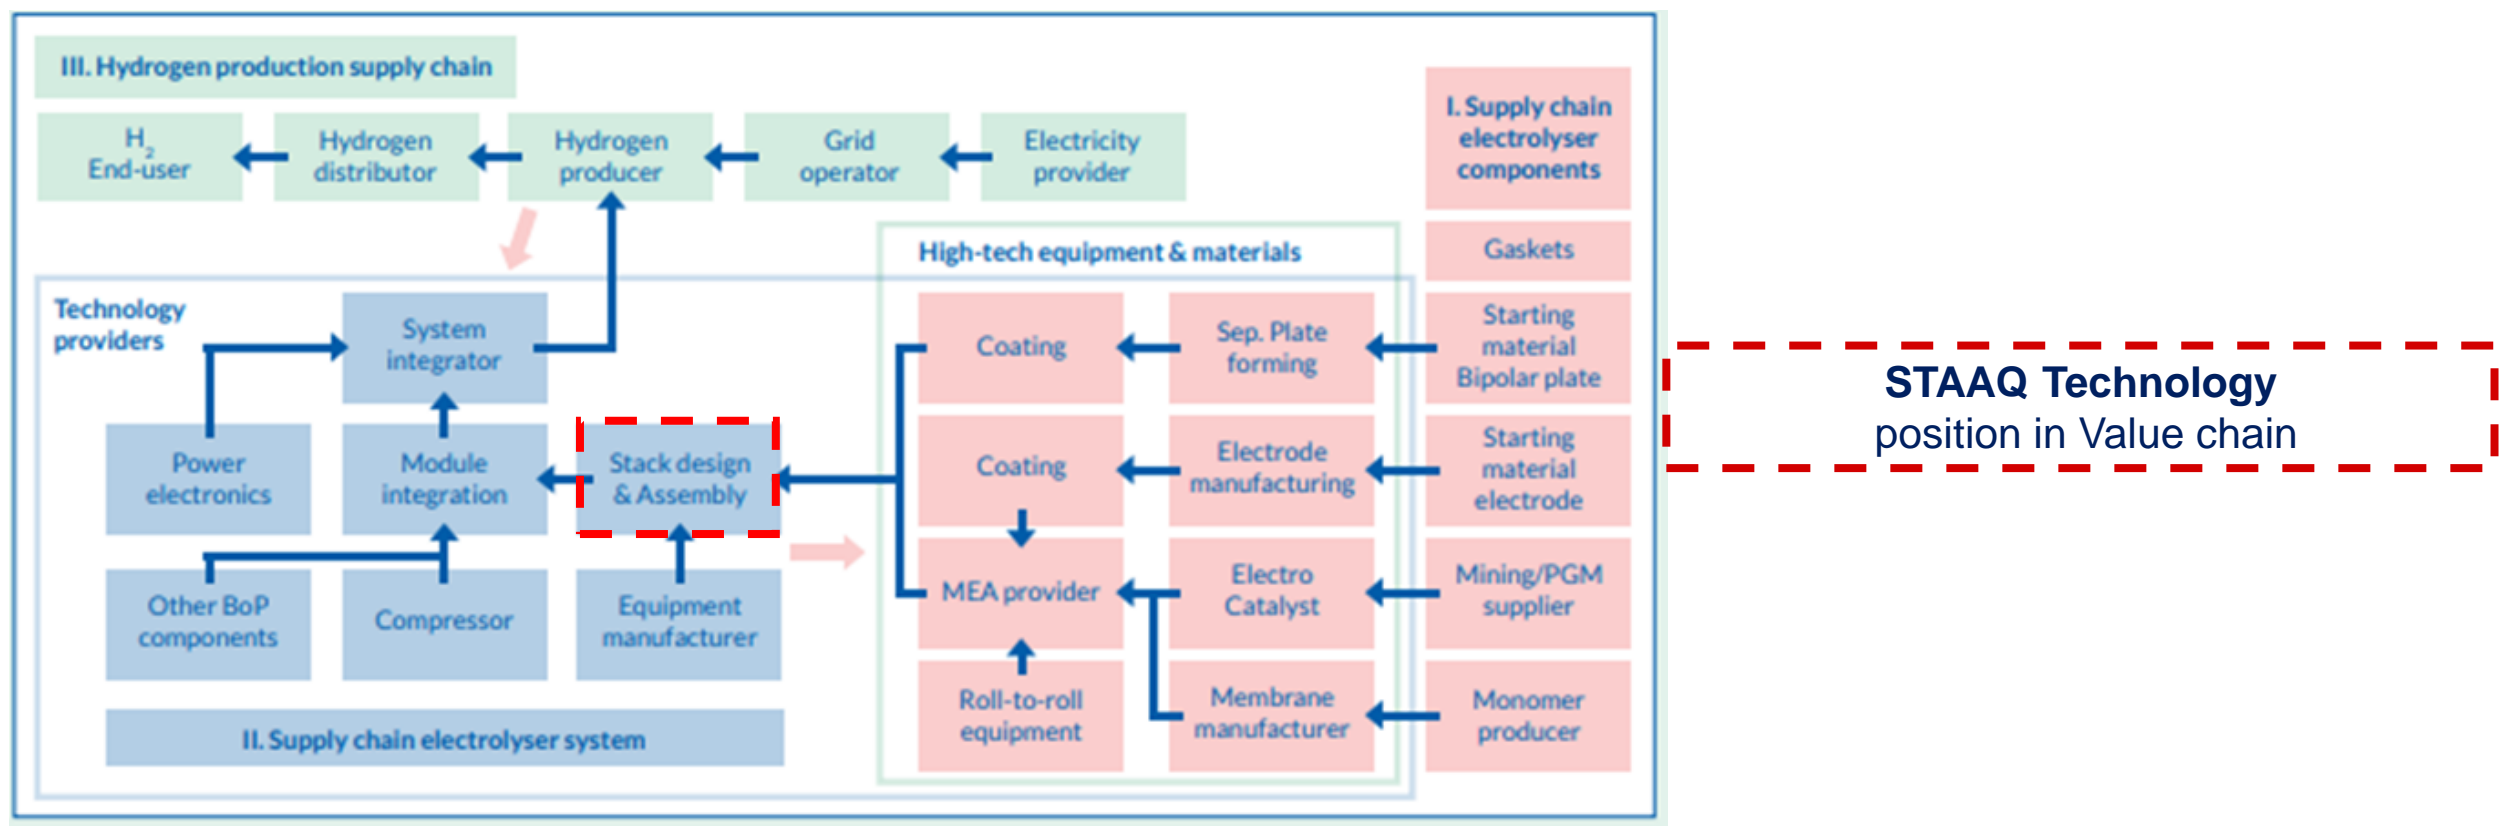 III. Hydrogen production supply chain
H2
End-user
Hydrogen
distributor
Hydrogen
producer
Grid
operator
Electricity
provider
I. Supply chain
electrolyser
components
High-tech equipment & materials
Gaskets
Technology
providers
System
integrator
Coating
Sep. Plate
forming
Starting
material
Bipolar plate
STAAQ Technology
position in Value chain
Power
electronics
Module
integration
Stack design
& Assembly
Coating
Electrode
manufacturing
Starting
material
electrode
Other BoP
components
Compressor
Equipment
manufacturer
MEA provider
Electro
Catalyst
Mining/PGM
supplier
Roll-to-roll
equipment
Membrane
manufacturer
Monomer
producer
II. Supply chain electrolyser system